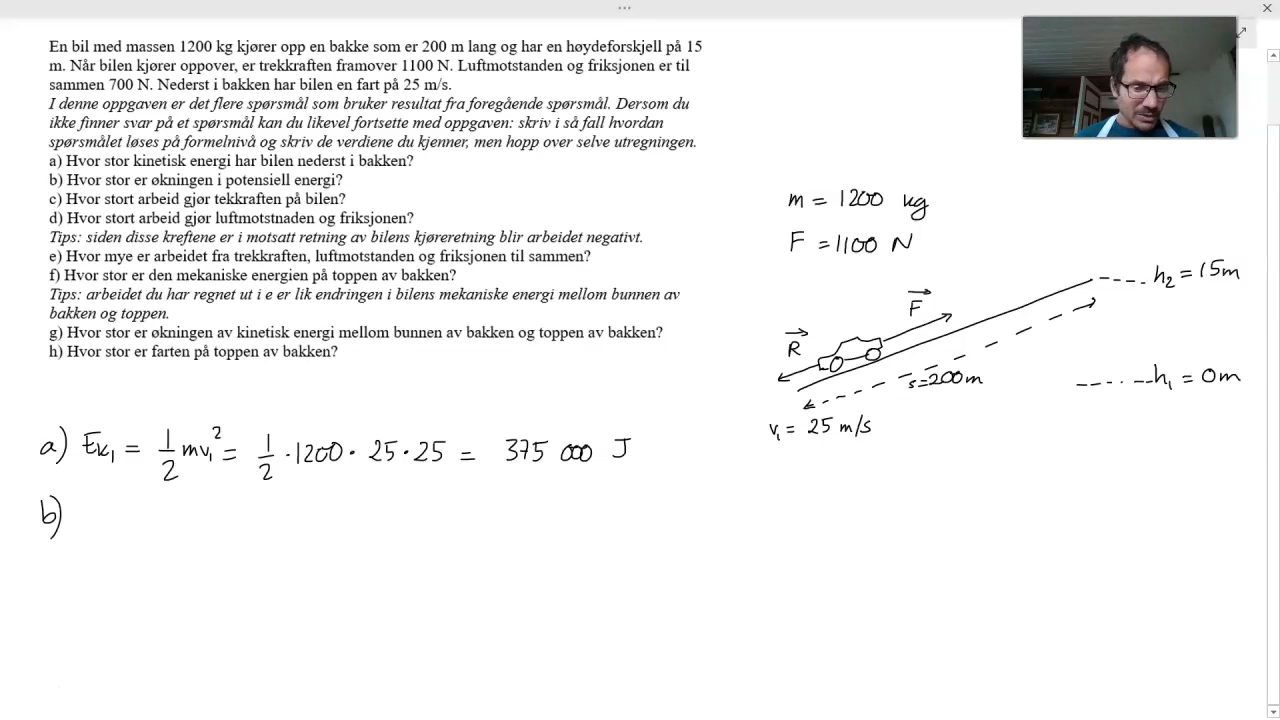 En bil med massen 1200 kg kjører opp en bakke som er 200 m lang og har en høydeforskjell på 15
m. Når bilen kjører oppover, er trekkraften framover 1100 N. Luftmotstanden og friksjonen er til
sammen 700 N. Nederst i bakken har bilen en fart på 25 m/s.
I denne oppgaven er det flere spørsmål som bruker resultat fra foregående spørsmål. Dersom du
ikke finner svar på et spørsmål kan du likevel fortsette med oppgaven: skriv i så fall hvordan
spørsmålet løses på formelnivå og skriv de verdiene du kjenner, men hopp over selve utregningen.
a) Hvor stor kinetisk energi har bilen nederst i bakken?
b) Hvor stor er økningen i potensiell energi?
c) Hvor stort arbeid gjør tekkraften på bilen?
d) Hvor stort arbeid gjør luftmotstnaden og friksjonen?
Tips: siden disse kreftene er i motsatt retning av bilens kjøreretning blir arbeidet negativt.
e) Hvor mye er arbeidet fra trekkraften, luftmotstanden og friksjonen til sammen?
f) Hvor stor er den mekaniske energien på toppen av bakken?
Tips: arbeidet du har regnet ut i e er lik endringen i bilens mekaniske energi mellom bunnen av
bakken og toppen.
g) Hvor stor er økningen av kinetisk energi mellom bunnen av bakken og toppen av bakken?
h) Hvor stor er farten på toppen av bakken?
m = 1200 kg
F = 1100 N
h₂ = 15m
F⃗
R⃗
s=200m
h₁ = 0m
v₁ = 25 m/s
a) Ek₁ = 1/2 mv₁² = 1/2 · 1200 · 25 · 25 = 375 000 J
b)